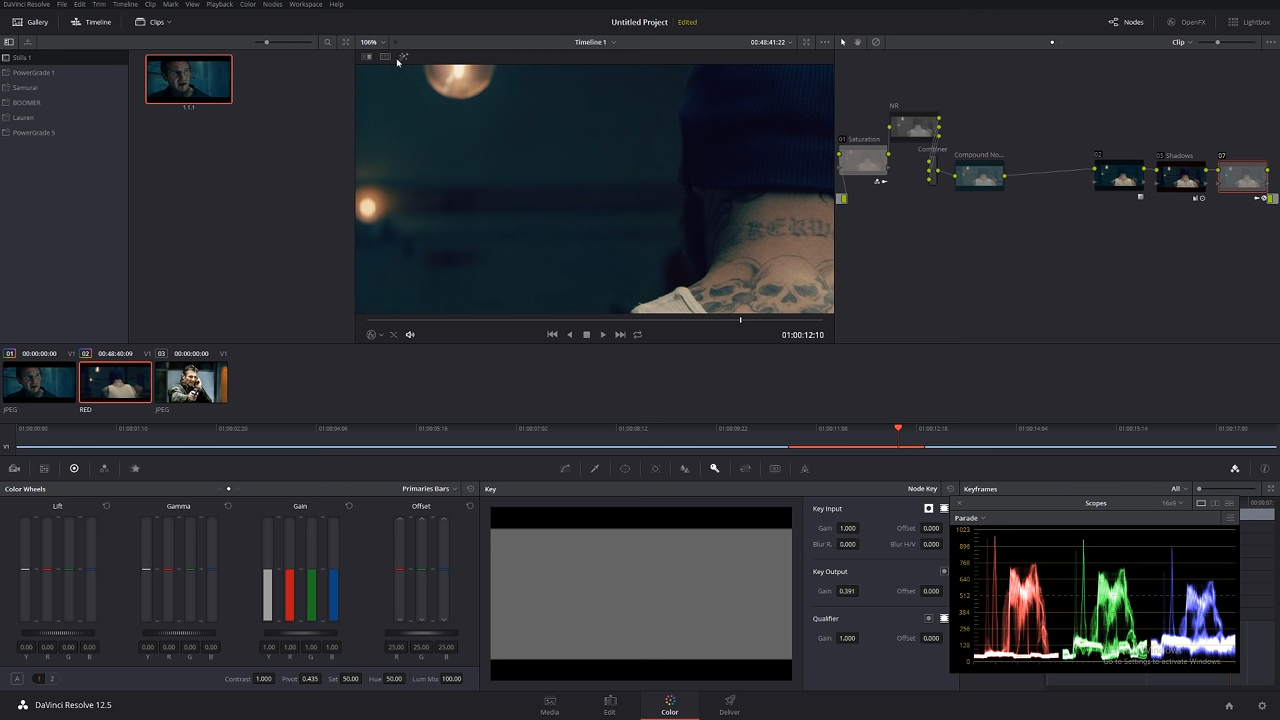 DaVinci Resolve File Edit Trim Timeline Clip Mark View Playback Color Nodes Workspace Help
Gallery Timeline Clips Untitled Project Edited Nodes OpenFX Lightbox
106% Timeline 1 00:48:41:22 Clip
Stills 1
PowerGrade 1
Samurai
BOOMER
Lauren
PowerGrade 5
1.1.1
NR
01 Saturation
Combiner
Compound No...
02
05 Shadows
07
01:00:12:10
01 00:00:00:00 V1 02 00:48:40:09 V1 03 00:00:00:00 V1
JPEG RED JPEG
01:00:00:00 01:00:01:10 01:00:02:20 01:00:04:06 01:00:05:16 01:00:07:02 01:00:08:12 01:00:09:22 01:00:11:08 01:00:12:18 01:00:14:04 01:00:15:14 01:00:17:00
V1
Color Wheels Primaries Bars Key Node Key Keyframes All
Lift Gamma Gain Offset
0.00 0.00 0.00 0.00 0.00 0.00 0.00 0.00 1.00 1.00 1.00 1.00 25.00 25.00 25.00
Y R G B Y R G B Y R G B R G B
A 1 2 Contrast 1.000 Pivot 0.435 Sat 50.00 Hue 50.00 Lum Mix 100.00
Key Input
Gain 1.000 Offset 0.000
Blur R. 0.000 Blur H/V 0.000
Key Output
Gain 0.391 Offset 0.000
Qualifier
Gain 1.000 Offset 0.000
Scopes 16x9
Parade
1023
896
768
640
512
384
256
128
0
Go to Settings to activate Windows.
DaVinci Resolve 12.5 Media Edit Color Deliver